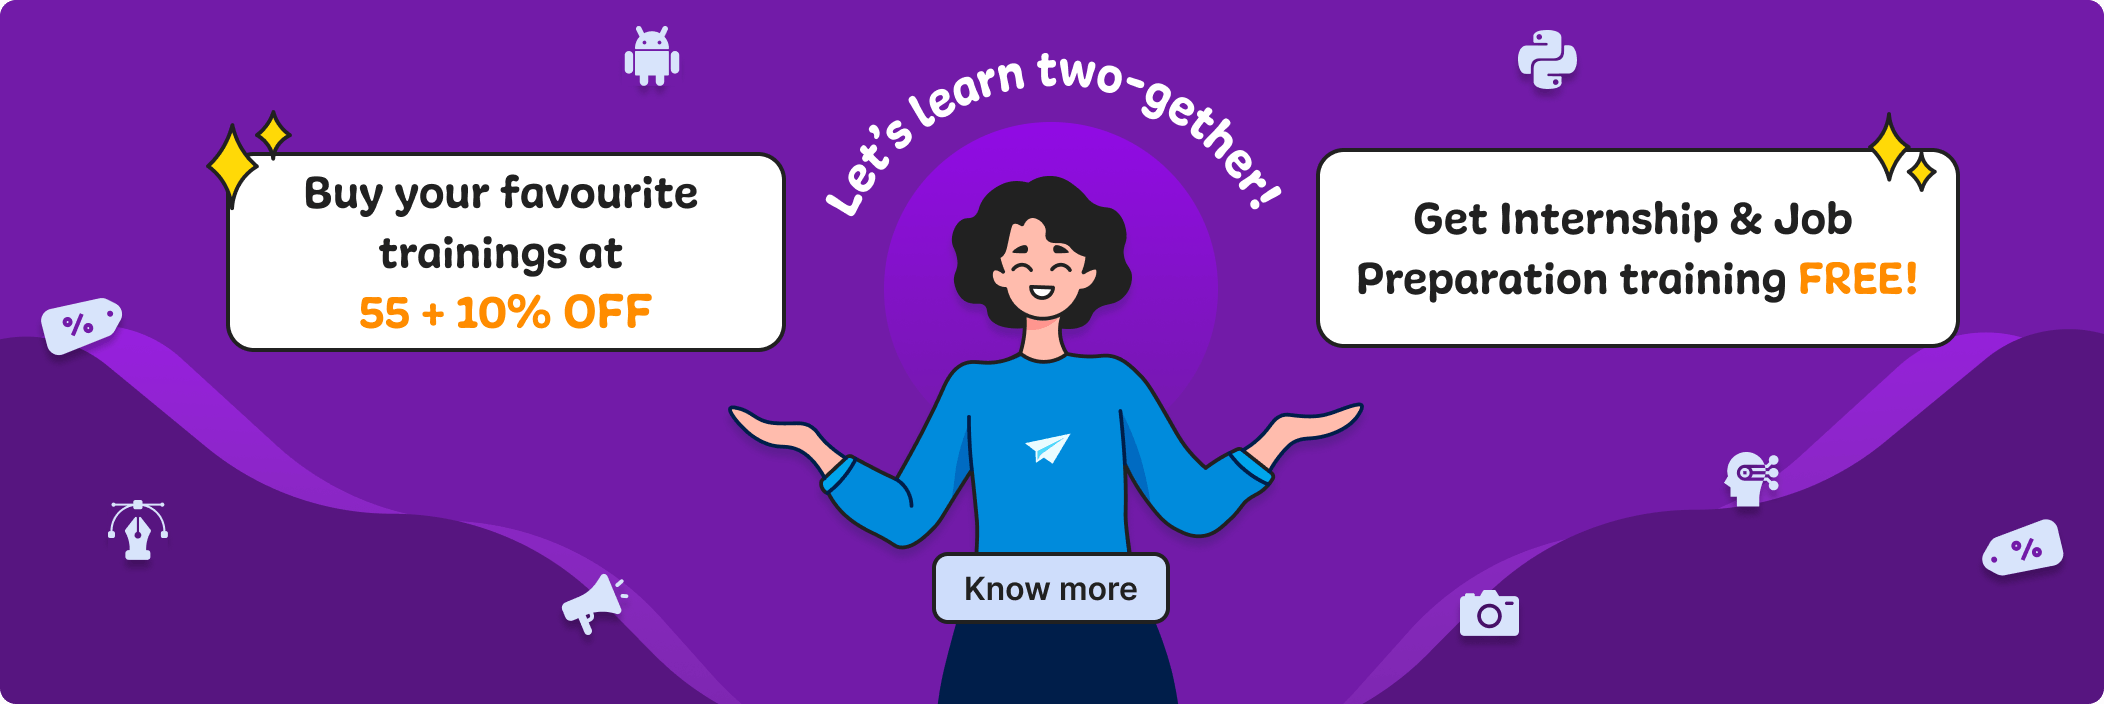 Let's learn two-gether!
Buy your favourite
trainings at
55 + 10% OFF
Get Internship & Job
Preparation training FREE!
Know more